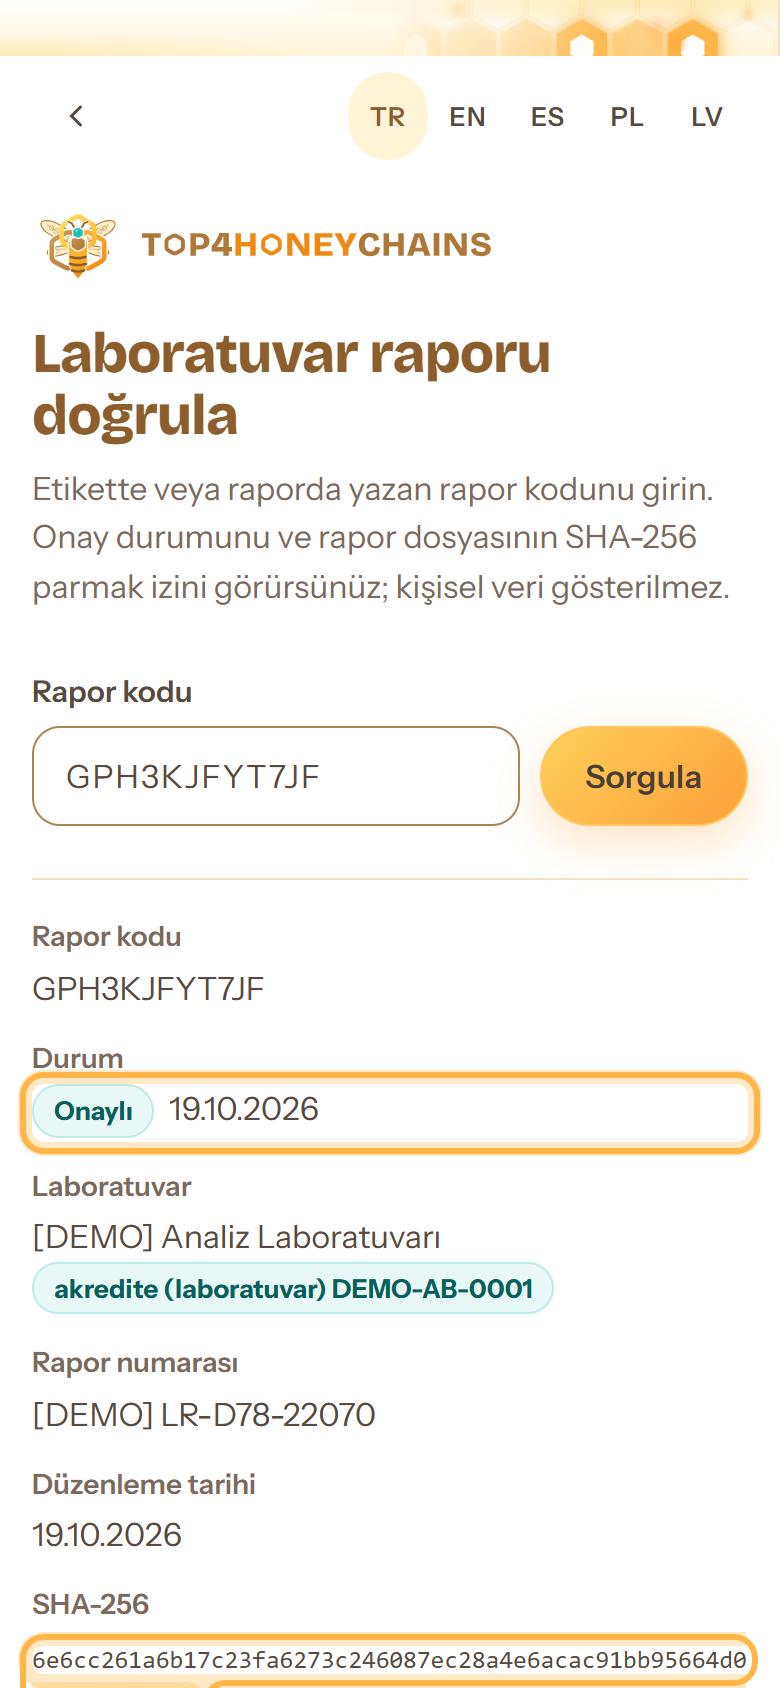 TR EN ES PL LV
TOP4HONEYCHAINS
Laboratuvar raporu
doğrula
Etikette veya raporda yazan rapor kodunu girin.
Onay durumunu ve rapor dosyasının SHA-256
parmak izini görürsünüz; kişisel veri gösterilmez.
Rapor kodu
GPH3KJFYT7JF Sorgula
Rapor kodu
GPH3KJFYT7JF
Durum
Onaylı 19.10.2026
Laboratuvar
[DEMO] Analiz Laboratuvarı
akredite (laboratuvar) DEMO-AB-0001
Rapor numarası
[DEMO] LR-D78-22070
Düzenleme tarihi
19.10.2026
SHA-256
6e6cc261a6b17c23fa6273c246087ec28a4e6acac91bb95664d0